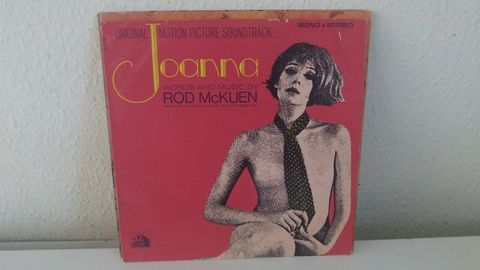 ORIGINAL MOTION PICTURE SOUNDTRACK
MONO • STEREO
Joanna
WORDS AND MUSIC BY
ROD McKUEN